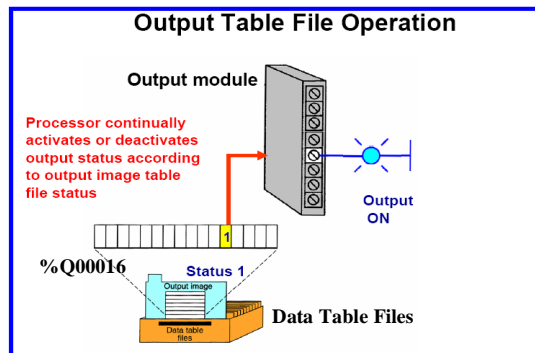 Output Table File Operation
Output module
Processor continually
activates or deactivates
output status according
to output image table
file status
Output
ON
1
%Q00016
Status 1
Output image
Data Table Files
Data table
files